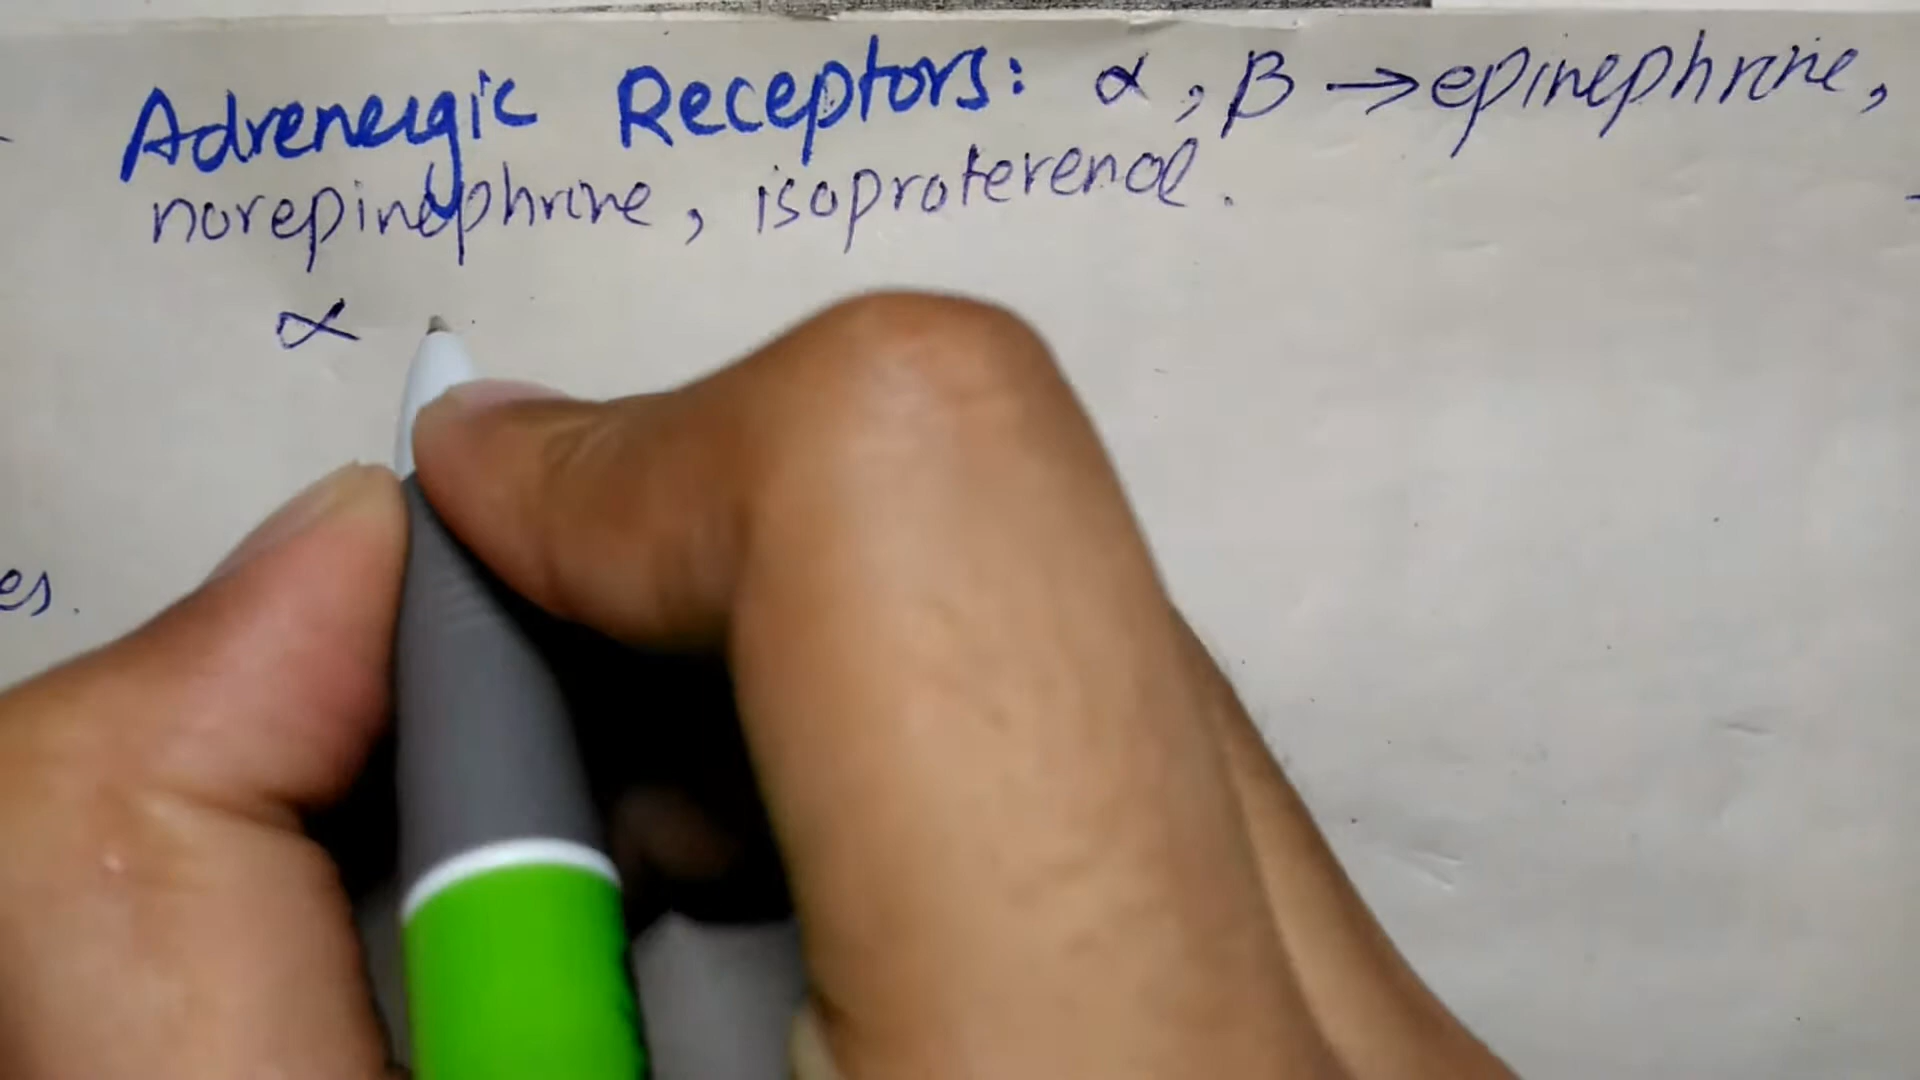 Adrenergic Receptors: α, β → epinephrine,
norepinephrine, isoproterenol.
α
es.